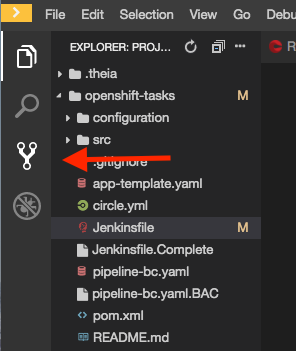 File Edit Selection View Go Debu
EXPLORER: PROJ...
R
.theia
openshift-tasks M
configuration
src
.gitignore
app-template.yaml
circle.yml
Jenkinsfile M
Jenkinsfile.Complete
pipeline-bc.yaml
pipeline-bc.yaml.BAC
pom.xml
README.md